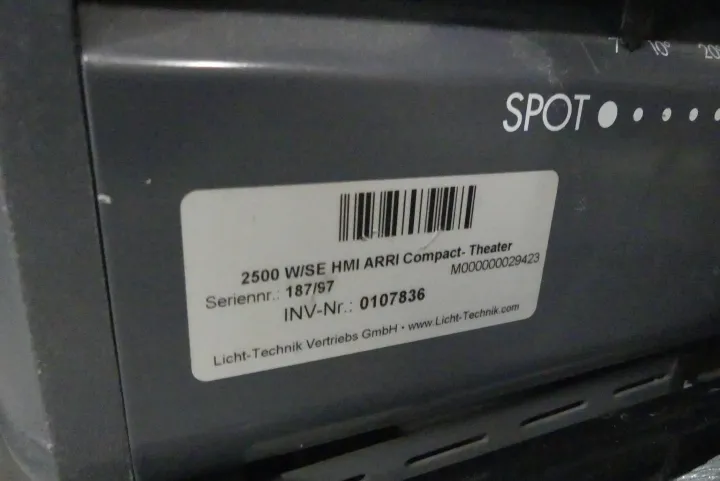 SPOT
2500 W/SE HMI ARRI Compact- Theater
M000000029423
Seriennr.: 187/97
INV-Nr.: 0107836
Licht-Technik Vertriebs GmbH • www.Licht-Technik.com